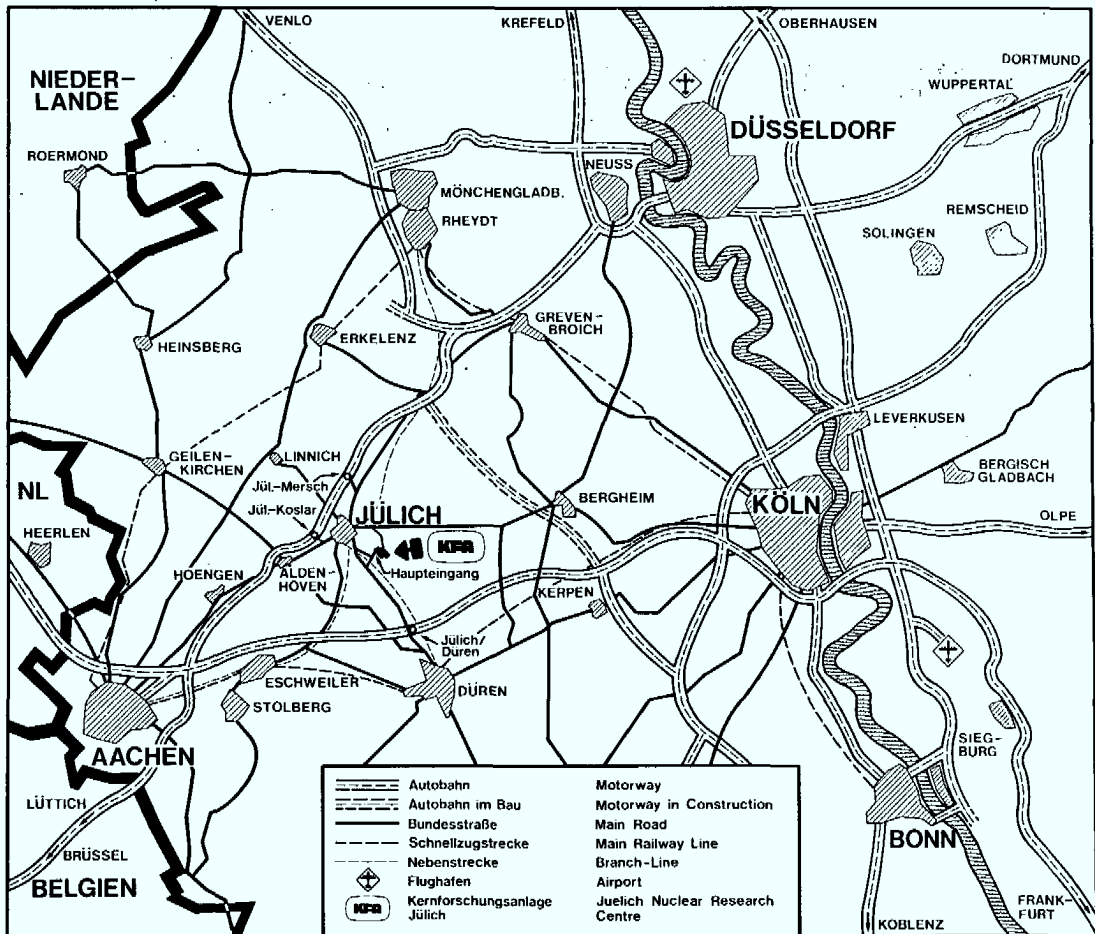 VENLO
KREFELD
OBERHAUSEN
DORTMUND
NIEDER-
LANDE
WUPPERTAL
DÜSSELDORF
ROERMOND
NEUSS
MÖNCHENGLADB.
RHEYDT
REMSCHEID
SOLINGEN
GREVEN-
BROICH
ERKELENZ
HEINSBERG
LEVERKUSEN
GEILEN-
KIRCHEN
LINNICH
BERGISCH
GLADBACH
NL
Jül.-Mersch
BERGHEIM
KÖLN
Jül.-Koslar
JÜLICH
OLPE
HEERLEN
KFA
HOENGEN
ALDEN-
HOVEN
Haupteingang
KERPEN
Jülich/
Düren
ESCHWEILER
DÜREN
STOLBERG
SIEG-
BURG
AACHEN
LÜTTICH
BONN
BRÜSSEL
BELGIEN
FRANK-
FURT
KOBLENZ
Autobahn Motorway
Autobahn im Bau Motorway in Construction
Bundesstraße Main Road
Schnellzugstrecke Main Railway Line
Nebenstrecke Branch-Line
Flughafen Airport
KFA Kernforschungsanlage Juelich Nuclear Research
Jülich Centre